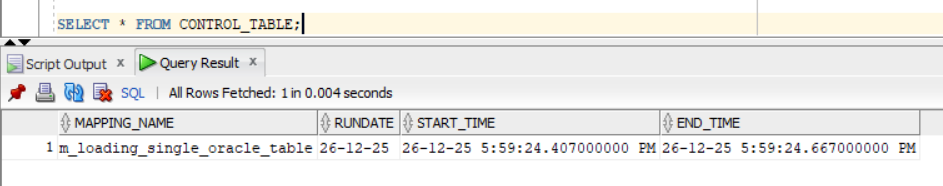 SELECT * FROM CONTROL_TABLE;
Script Output x Query Result x
SQL | All Rows Fetched: 1 in 0.004 seconds
MAPPING_NAME RUNDATE START_TIME END_TIME
1 m_loading_single_oracle_table 26-12-25 26-12-25 5:59:24.407000000 PM 26-12-25 5:59:24.667000000 PM